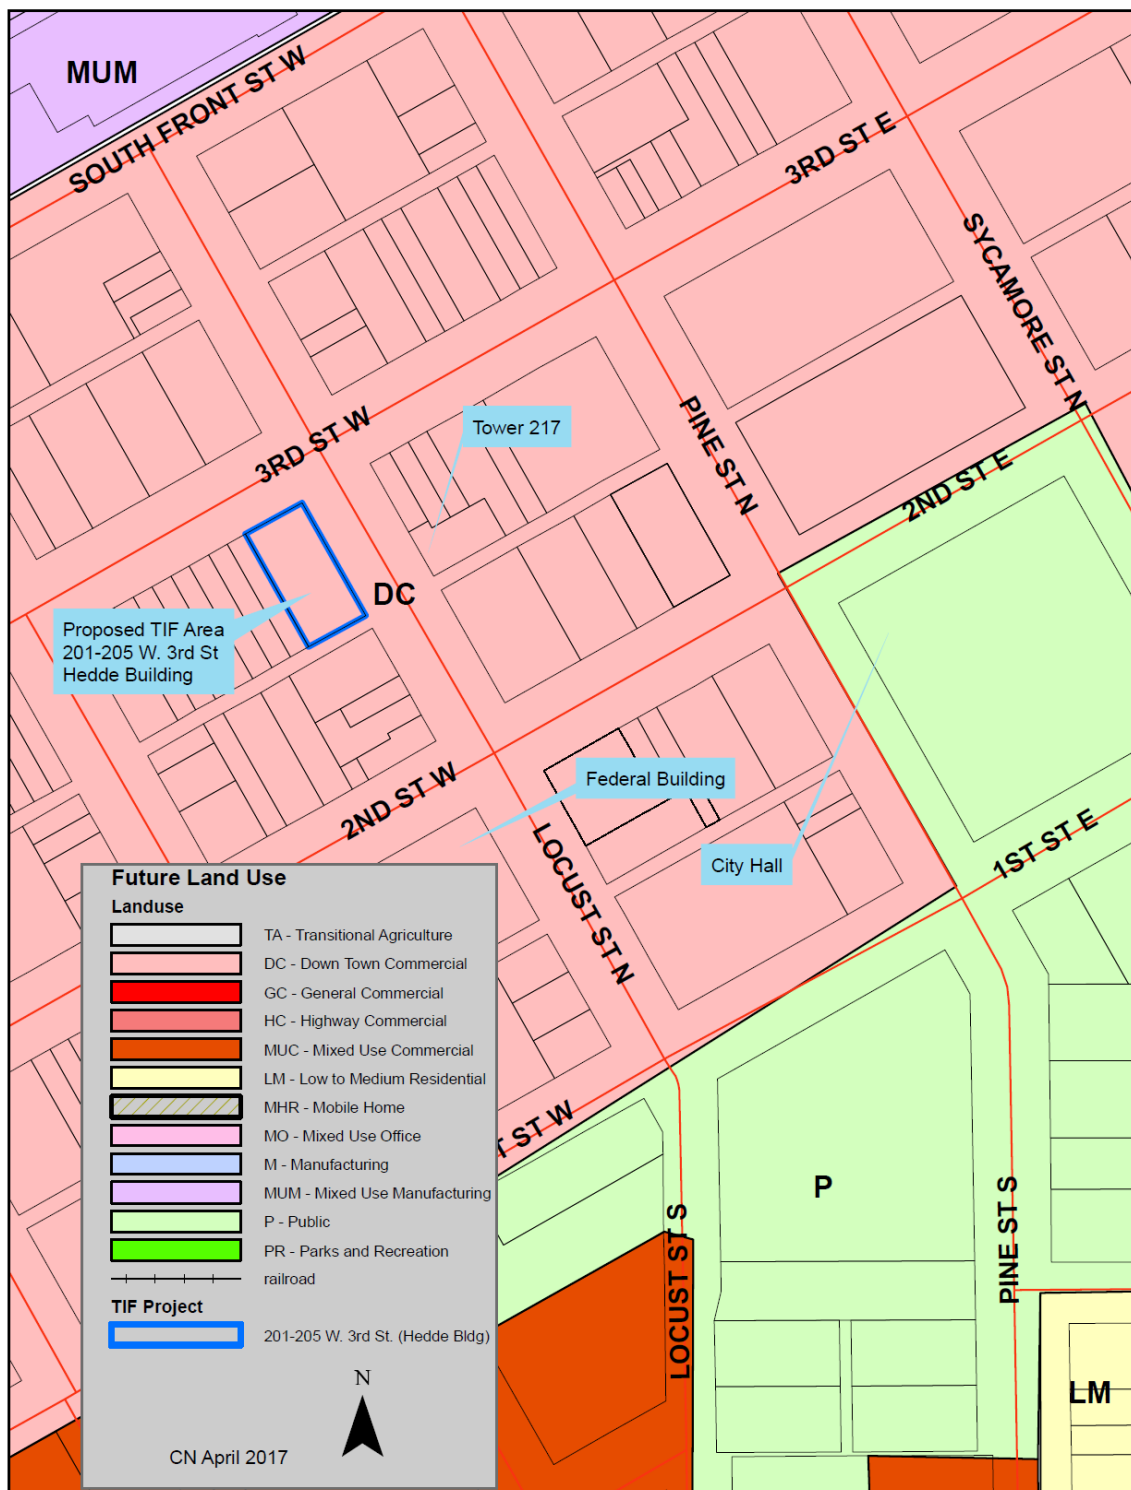 MUM
SOUTH FRONT ST W
3RD ST E
SYCAMORE ST N
3RD ST W
Tower 217
PINE ST N
2ND ST E
DC
Proposed TIF Area
201-205 W. 3rd St
Hedde Building
2ND ST W
Federal Building
LOCUST ST N
City Hall
1ST ST E
T ST W
P
LOCUST ST S
PINE ST S
LM
Future Land Use
Landuse
TA - Transitional Agriculture
DC - Down Town Commercial
GC - General Commercial
HC - Highway Commercial
MUC - Mixed Use Commercial
LM - Low to Medium Residential
MHR - Mobile Home
MO - Mixed Use Office
M - Manufacturing
MUM - Mixed Use Manufacturing
P - Public
PR - Parks and Recreation
railroad
TIF Project
201-205 W. 3rd St. (Hedde Bldg)
N
CN April 2017